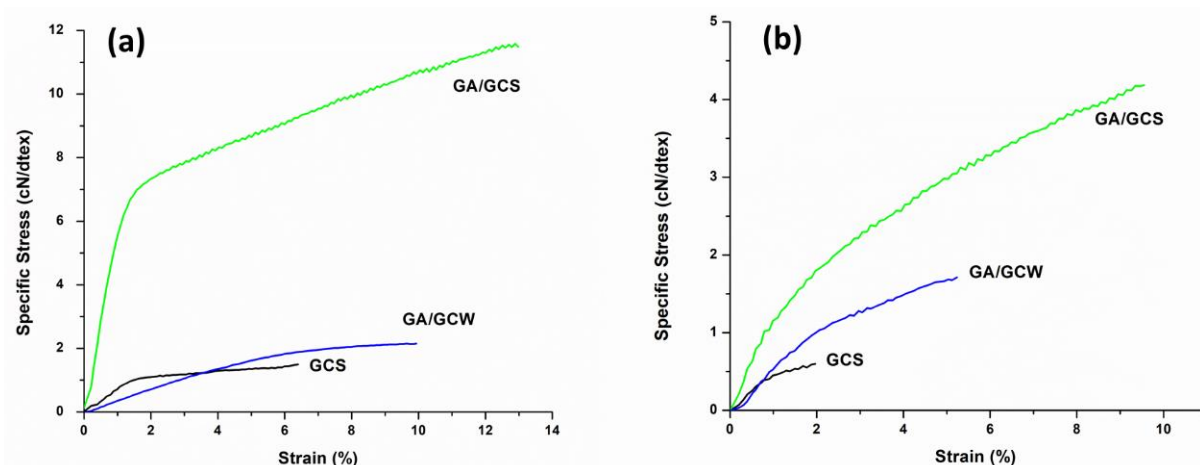 (a)
12
10
8
6
4
2
0
Specific Stress (cN/dtex)
GA/GCS
GA/GCW
GCS
0 2 4 6 8 10 12 14
Strain (%)
(b)
5
4
3
2
1
0
Specific Stress (cN/dtex)
GA/GCS
GA/GCW
GCS
0 2 4 6 8 10
Strain (%)